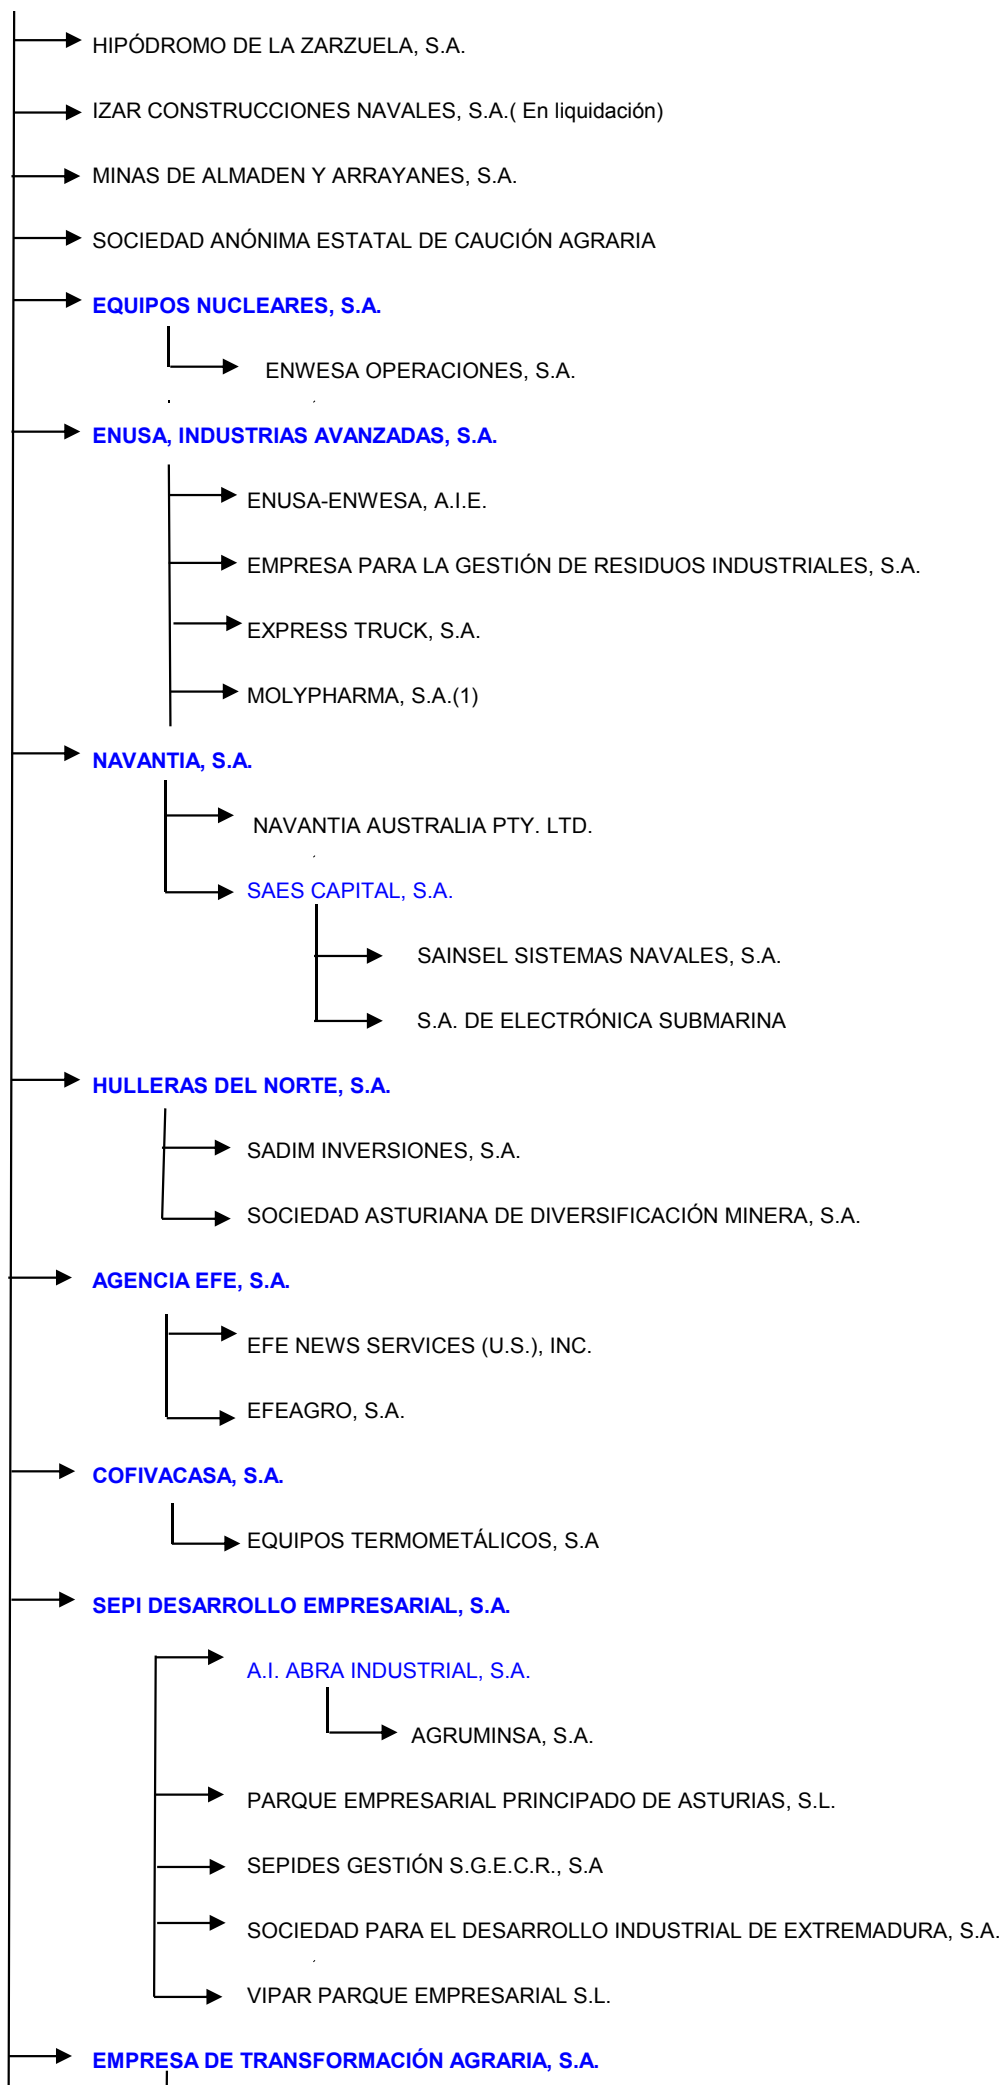 HIPÓDROMO DE LA ZARZUELA, S.A.
IZAR CONSTRUCCIONES NAVALES, S.A.( En liquidación)
MINAS DE ALMADEN Y ARRAYANES, S.A.
SOCIEDAD ANÓNIMA ESTATAL DE CAUCIÓN AGRARIA
EQUIPOS NUCLEARES, S.A.
ENWESA OPERACIONES, S.A.
ENUSA, INDUSTRIAS AVANZADAS, S.A.
ENUSA-ENWESA, A.I.E.
EMPRESA PARA LA GESTIÓN DE RESIDUOS INDUSTRIALES, S.A.
EXPRESS TRUCK, S.A.
MOLYPHARMA, S.A.(1)
NAVANTIA, S.A.
NAVANTIA AUSTRALIA PTY. LTD.
SAES CAPITAL, S.A.
SAINSEL SISTEMAS NAVALES, S.A.
S.A. DE ELECTRÓNICA SUBMARINA
HULLERAS DEL NORTE, S.A.
SADIM INVERSIONES, S.A.
SOCIEDAD ASTURIANA DE DIVERSIFICACIÓN MINERA, S.A.
AGENCIA EFE, S.A.
EFE NEWS SERVICES (U.S.), INC.
EFEAGRO, S.A.
COFIVACASA, S.A.
EQUIPOS TERMOMETÁLICOS, S.A
SEPI DESARROLLO EMPRESARIAL, S.A.
A.I. ABRA INDUSTRIAL, S.A.
AGRUMINSA, S.A.
PARQUE EMPRESARIAL PRINCIPADO DE ASTURIAS, S.L.
SEPIDES GESTIÓN S.G.E.C.R., S.A
SOCIEDAD PARA EL DESARROLLO INDUSTRIAL DE EXTREMADURA, S.A.
VIPAR PARQUE EMPRESARIAL S.L.
EMPRESA DE TRANSFORMACIÓN AGRARIA, S.A.